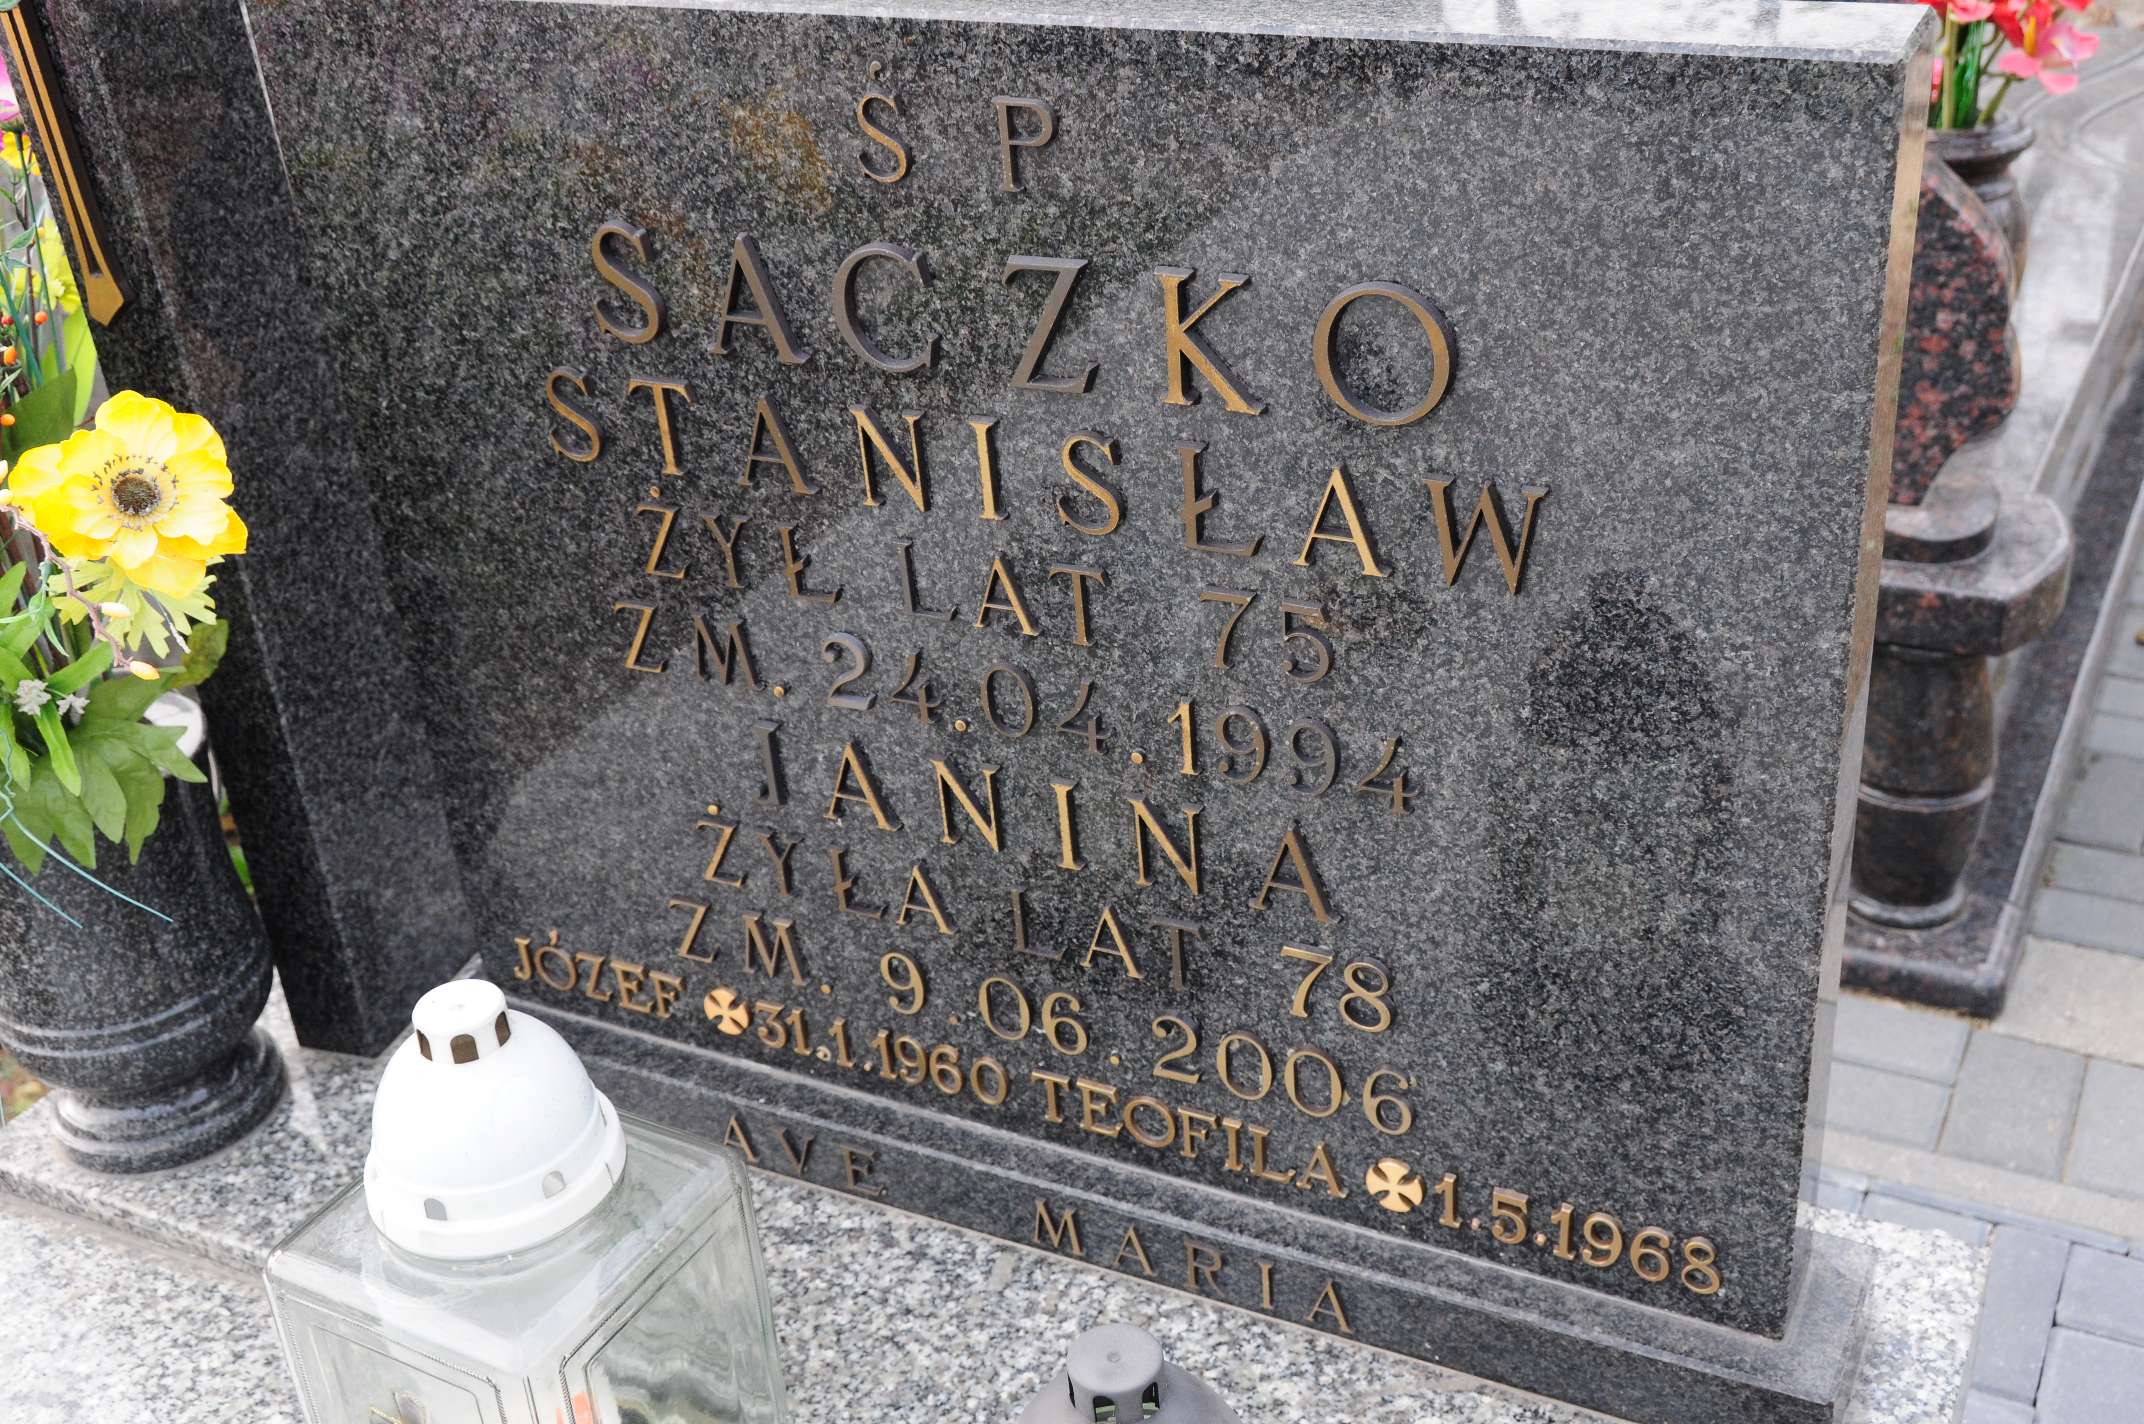 Ś P
SACZKO
STANISŁAW
ŻYŁ LAT 75
ZM. 24.04.1994
JANINA
ŻYŁA LAT 78
ZM. 9.06.2006
JÓZEF ✠31.1.1960 TEOFILA ✠1.5.1968
AVE MARIA